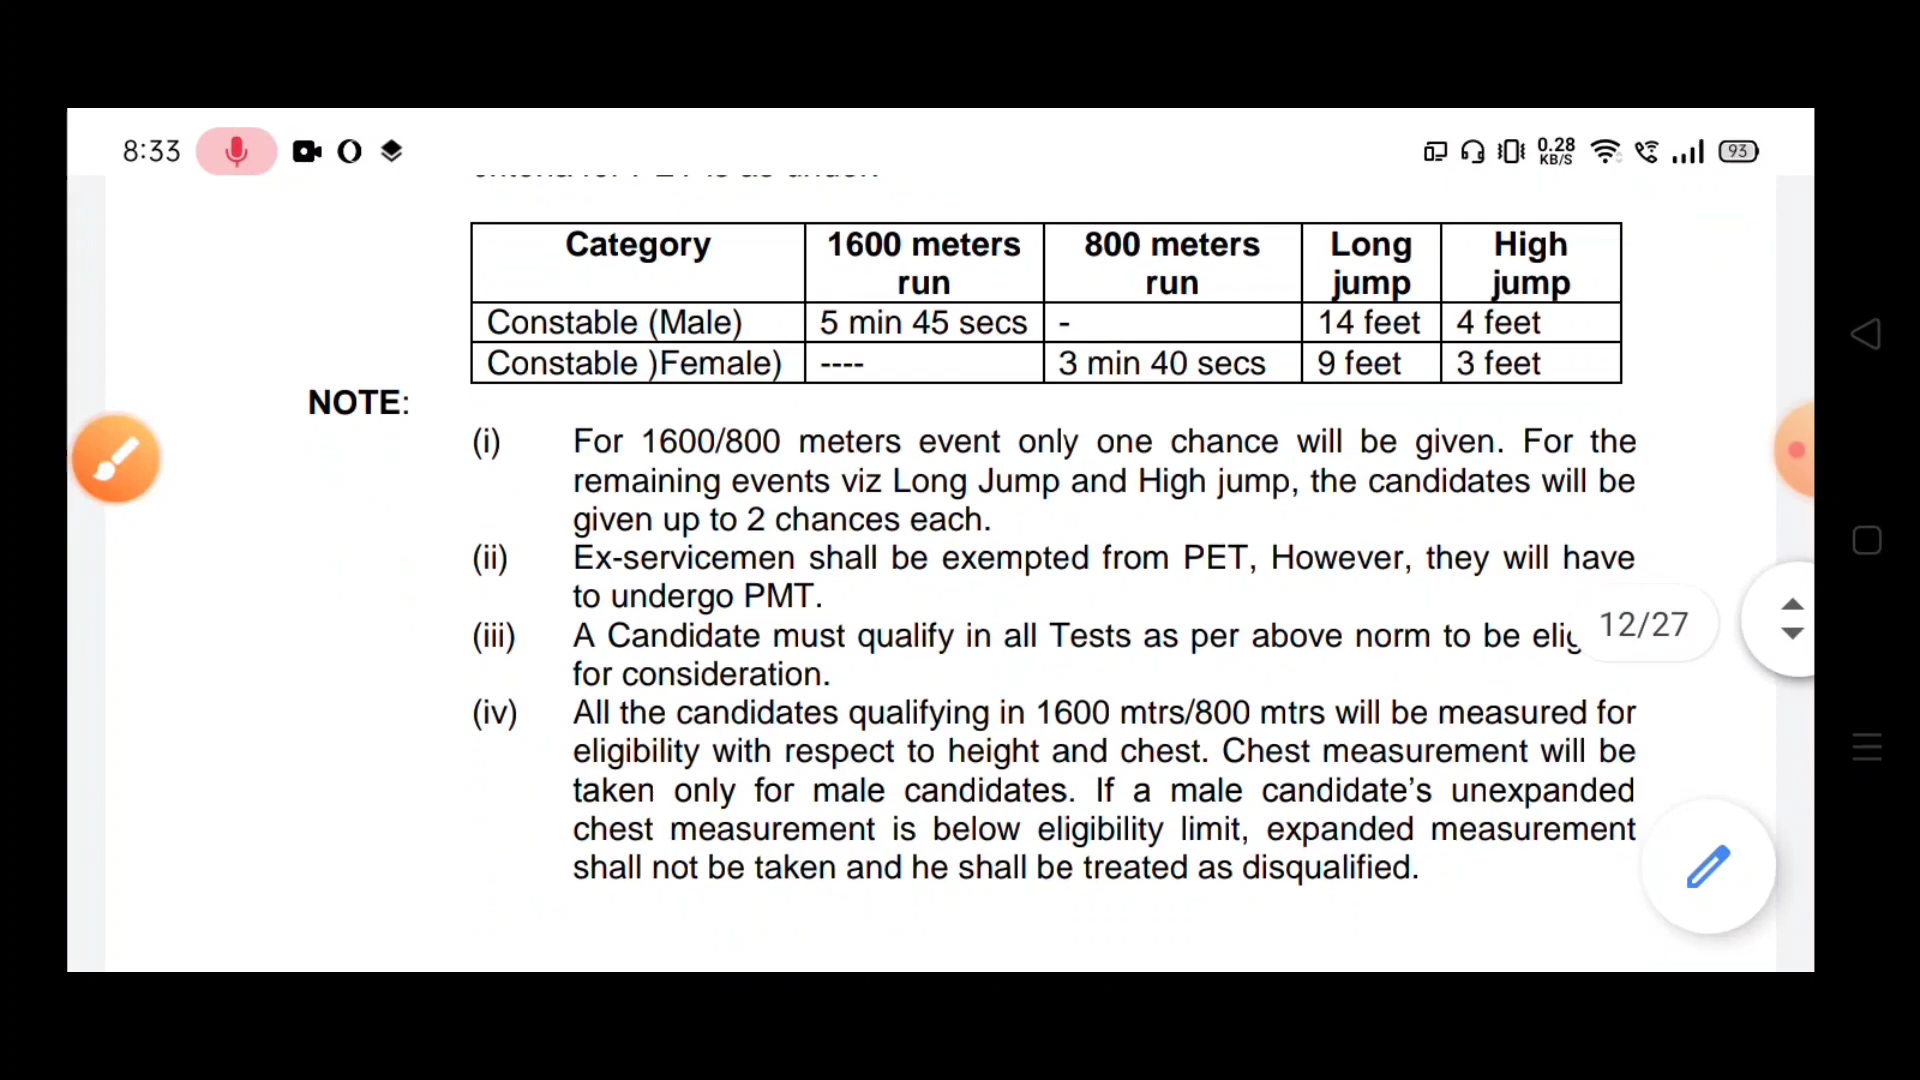 8:33
0.28
KB/S
93
Category 1600 meters run 800 meters run Long jump High jump
Constable (Male) 5 min 45 secs - 14 feet 4 feet
Constable )Female) ---- 3 min 40 secs 9 feet 3 feet
NOTE:
(i) For 1600/800 meters event only one chance will be given. For the
remaining events viz Long Jump and High jump, the candidates will be
given up to 2 chances each.
(ii) Ex-servicemen shall be exempted from PET, However, they will have
to undergo PMT.
(iii) A Candidate must qualify in all Tests as per above norm to be
12/27
for consideration.
(iv) All the candidates qualifying in 1600 mtrs/800 mtrs will be measured for
eligibility with respect to height and chest. Chest measurement will be
taken only for male candidates. If a male candidate's unexpanded
chest measurement is below eligibility limit, expanded measurement
shall not be taken and he shall be treated as disqualified.